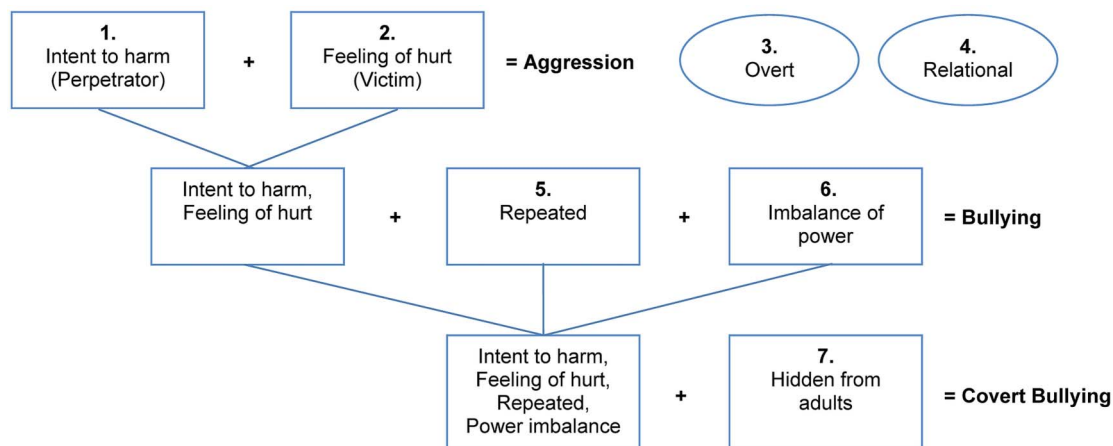 1.
Intent to harm
(Perpetrator)
+
2.
Feeling of hurt
(Victim)
= Aggression
3.
Overt
4.
Relational
Intent to harm,
Feeling of hurt
+
5.
Repeated
+
6.
Imbalance of
power
= Bullying
Intent to harm,
Feeling of hurt,
Repeated,
Power imbalance
+
7.
Hidden from
adults
= Covert Bullying